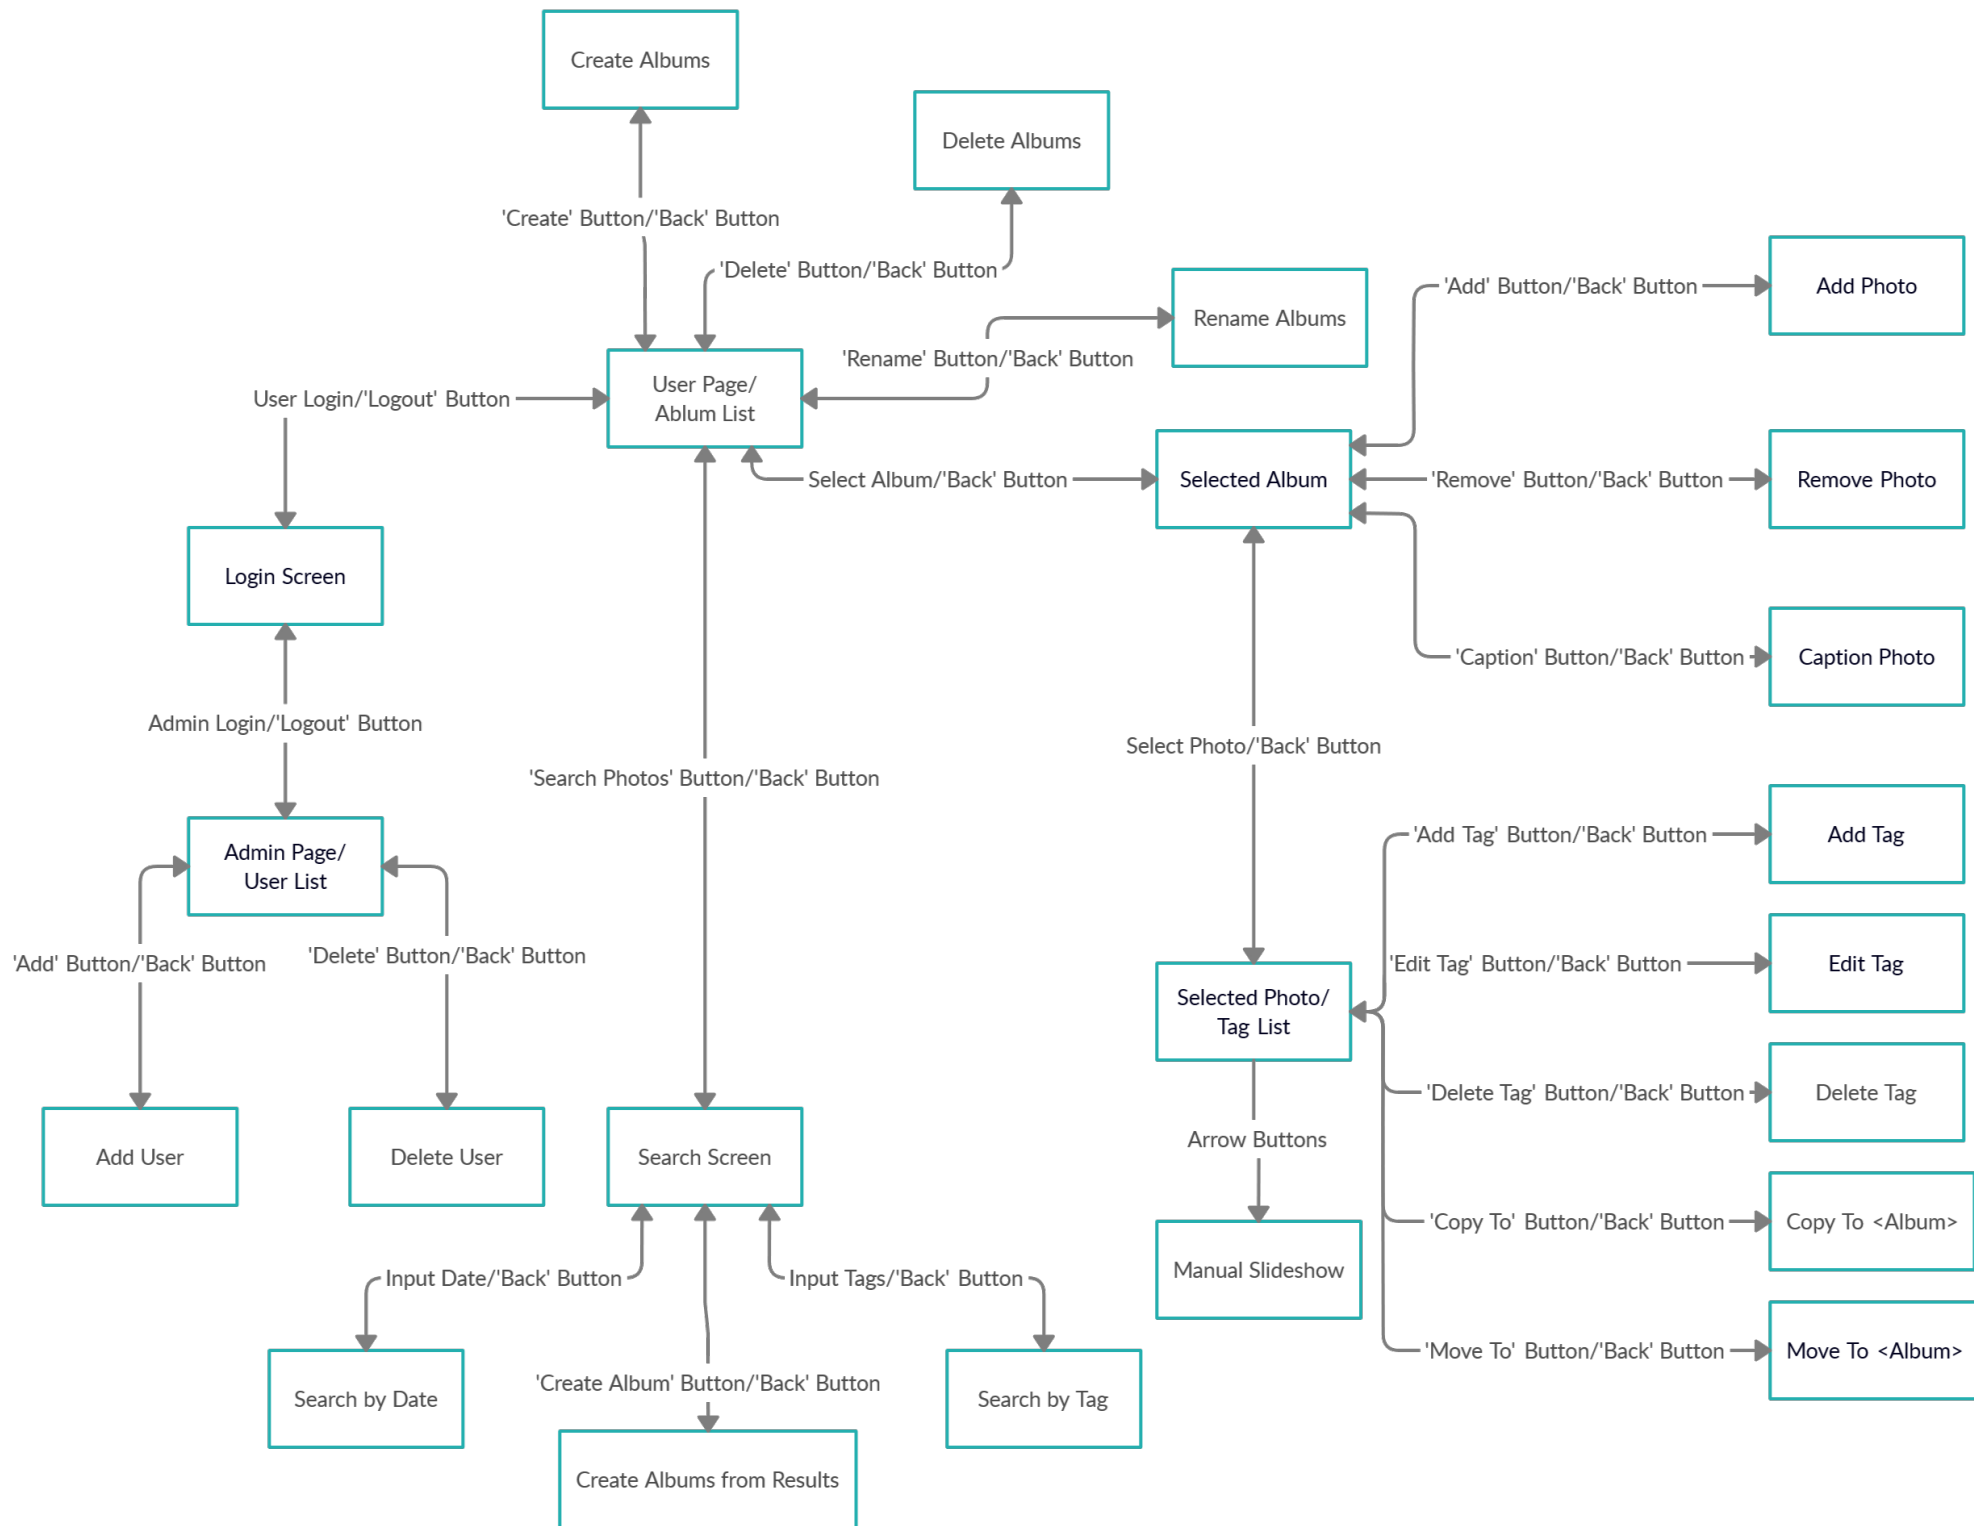 Create Albums
Delete Albums
'Create' Button/'Back' Button
'Delete' Button/'Back' Button
'Add' Button/'Back' Button
Add Photo
Rename Albums
'Rename' Button/'Back' Button
User Page/
Ablum List
User Login/'Logout' Button
Select Album/'Back' Button
Selected Album
'Remove' Button/'Back' Button
Remove Photo
Login Screen
'Caption' Button/'Back' Button
Caption Photo
Admin Login/'Logout' Button
Select Photo/'Back' Button
'Search Photos' Button/'Back' Button
'Add Tag' Button/'Back' Button
Add Tag
Admin Page/
User List
'Add' Button/'Back' Button
'Delete' Button/'Back' Button
'Edit Tag' Button/'Back' Button
Edit Tag
Selected Photo/
Tag List
'Delete Tag' Button/'Back' Button
Delete Tag
Arrow Buttons
Add User
Delete User
Search Screen
'Copy To' Button/'Back' Button
Copy To <Album>
Input Date/'Back' Button
Input Tags/'Back' Button
Manual Slideshow
'Move To' Button/'Back' Button
Move To <Album>
'Create Album' Button/'Back' Button
Search by Date
Search by Tag
Create Albums from Results